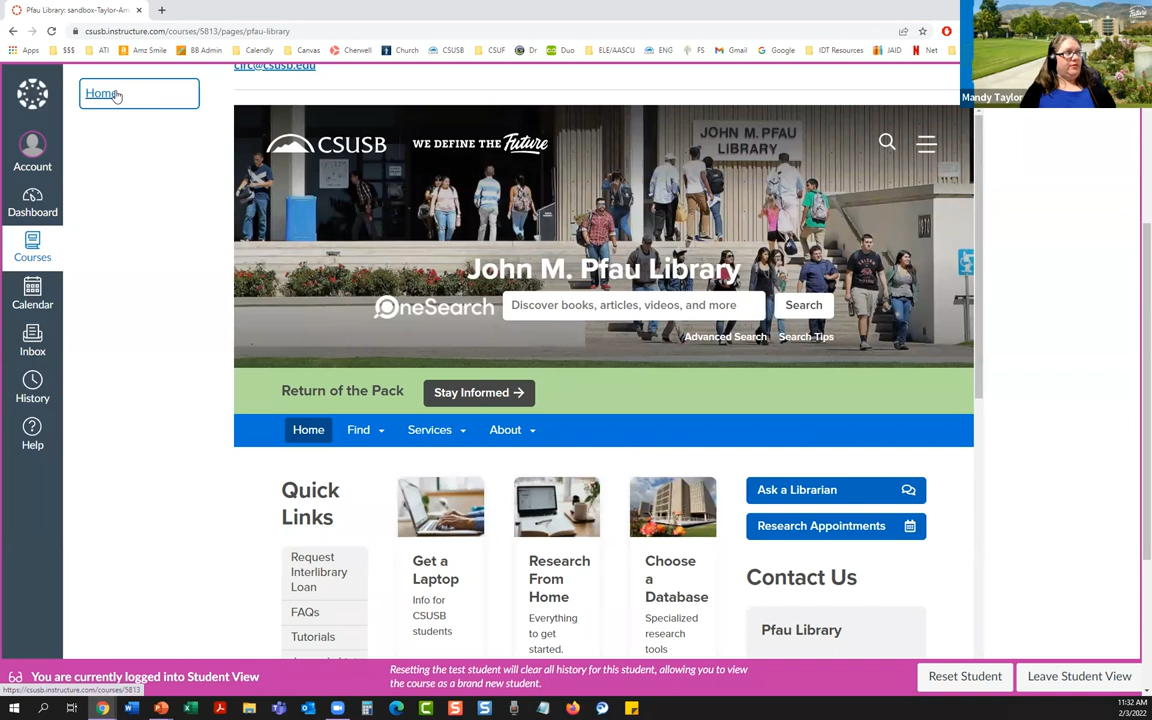 Pfau Library: sandbox-Taylor-Am
csusb.instructure.com/courses/5813/pages/pfau-library
Apps
$$$
ATI
Amz Smile
BB Admin
Calendly
Canvas
Cherwell
Church
CSUSB
CSUF
Dr
Duo
ELE/AASCU
ENG
FS
Gmail
Google
IDT Resources
JAID
Net
Mandy Taylor
Home
circ@csusb.edu
Account
Dashboard
Courses
Calendar
Inbox
History
Help
CSUSB
WE DEFINE THE Future
JOHN M. PFAU
LIBRARY
John M. Pfau Library
OneSearch
Discover books, articles, videos, and more
Search
Advanced Search
Search Tips
Return of the Pack
Stay Informed →
Home
Find
Services
About
Quick
Links
Request
Interlibrary
Loan
FAQs
Tutorials
Get a
Laptop
Info for
CSUSB
students
Research
From
Home
Everything
to get
started.
Choose
a
Database
Specialized
research
tools
Ask a Librarian
Research Appointments
Contact Us
Pfau Library
You are currently logged into Student View
Resetting the test student will clear all history for this student, allowing you to view
the course as a brand new student.
Reset Student
Leave Student View
https://csusb.instructure.com/courses/5813
11:32 AM
2/3/2022